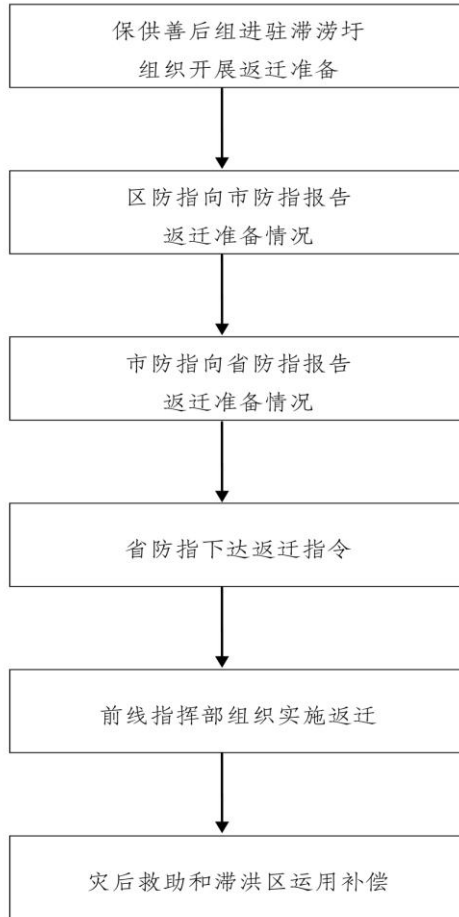 保供善后组进驻滞涝圩
组织开展返迁准备
区防指向市防指报告
返迁准备情况
市防指向省防指报告
返迁准备情况
省防指下达返迁指令
前线指挥部组织实施返迁
灾后救助和滞洪区运用补偿